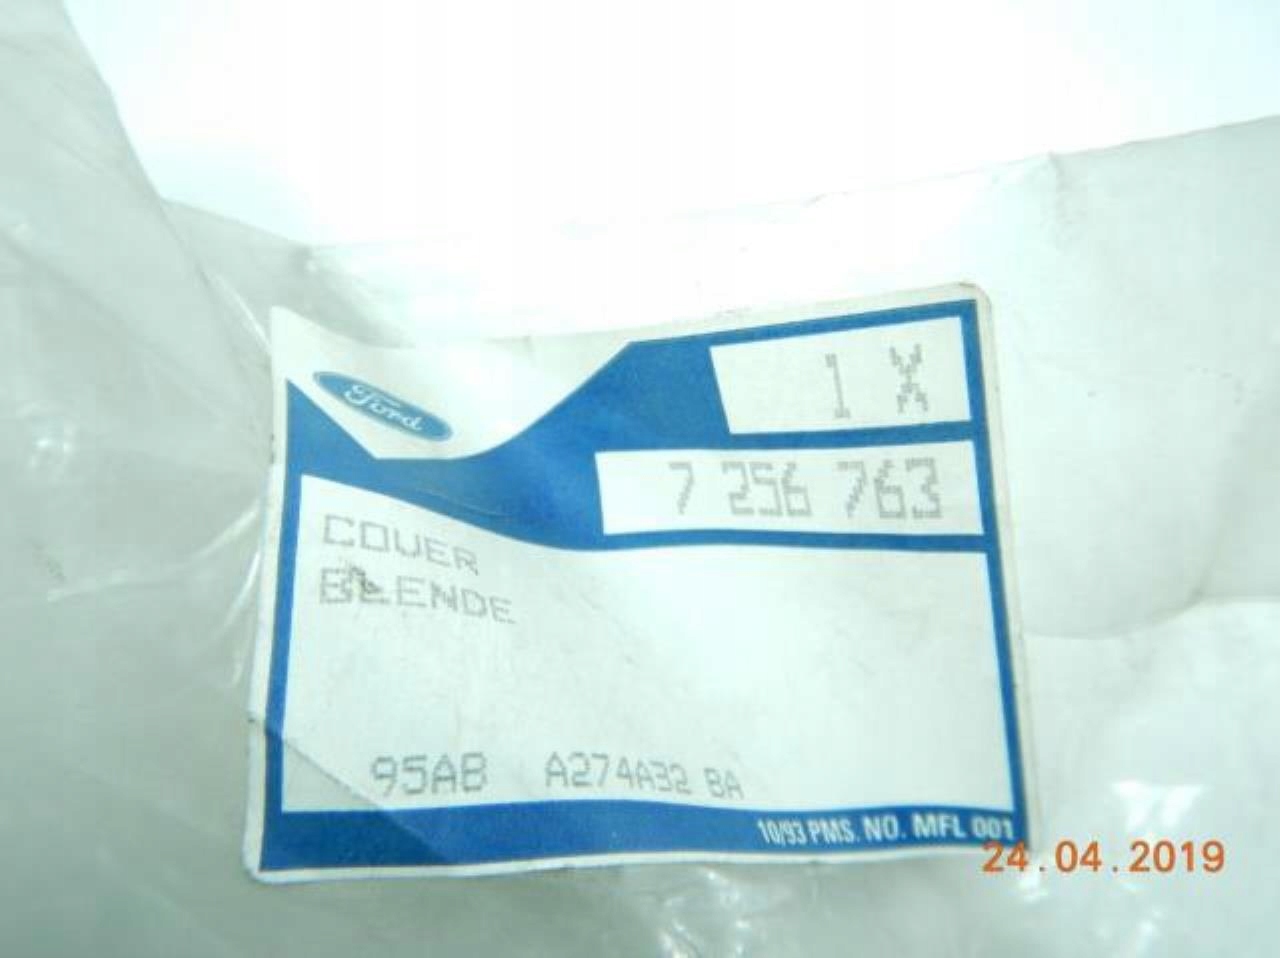 Ford
1 X
7 256 763
COVER
BLENDE
95AB A274A32 BA
10/93 PMS. NO. MFL 001
24.04.2019